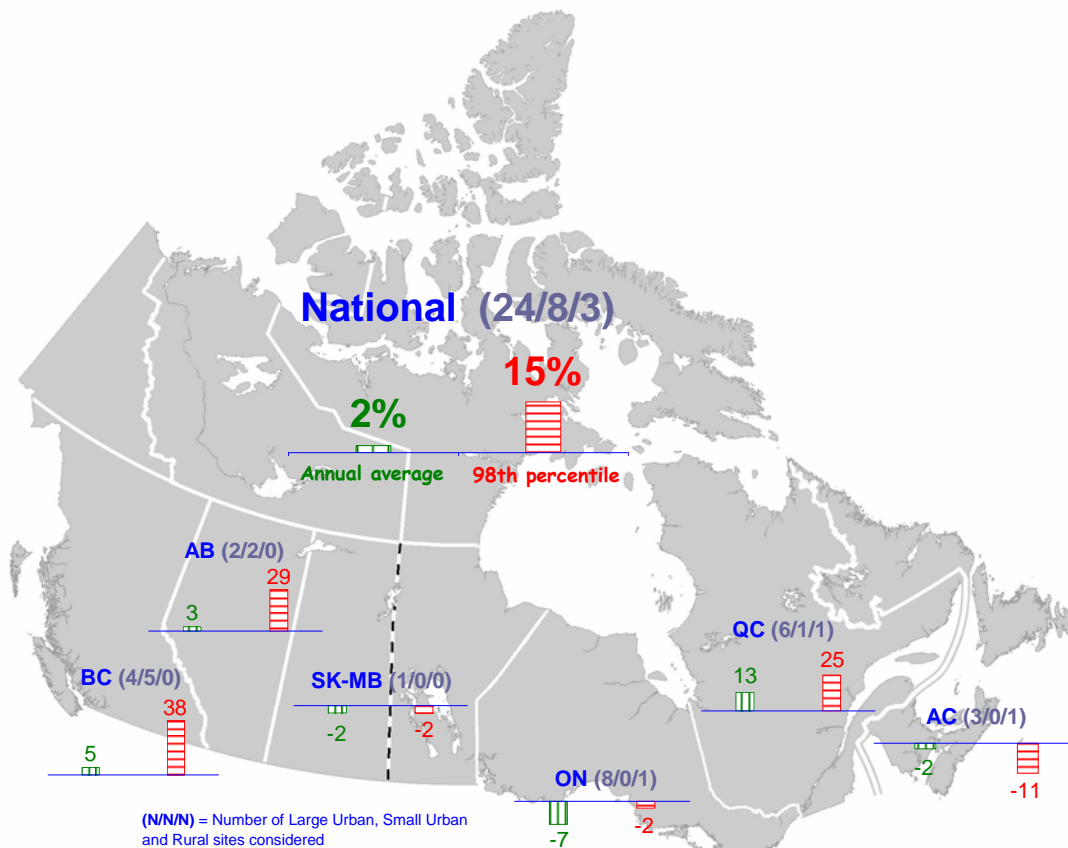 National (24/8/3)
15%
2%
Annual average 98th percentile
AB (2/2/0)
29
3
BC (4/5/0)
38
5
SK-MB (1/0/0)
-2
-2
QC (6/1/1)
25
13
AC (3/0/1)
-2
-11
ON (8/0/1)
-2
-7
(N/N/N) = Number of Large Urban, Small Urban
and Rural sites considered